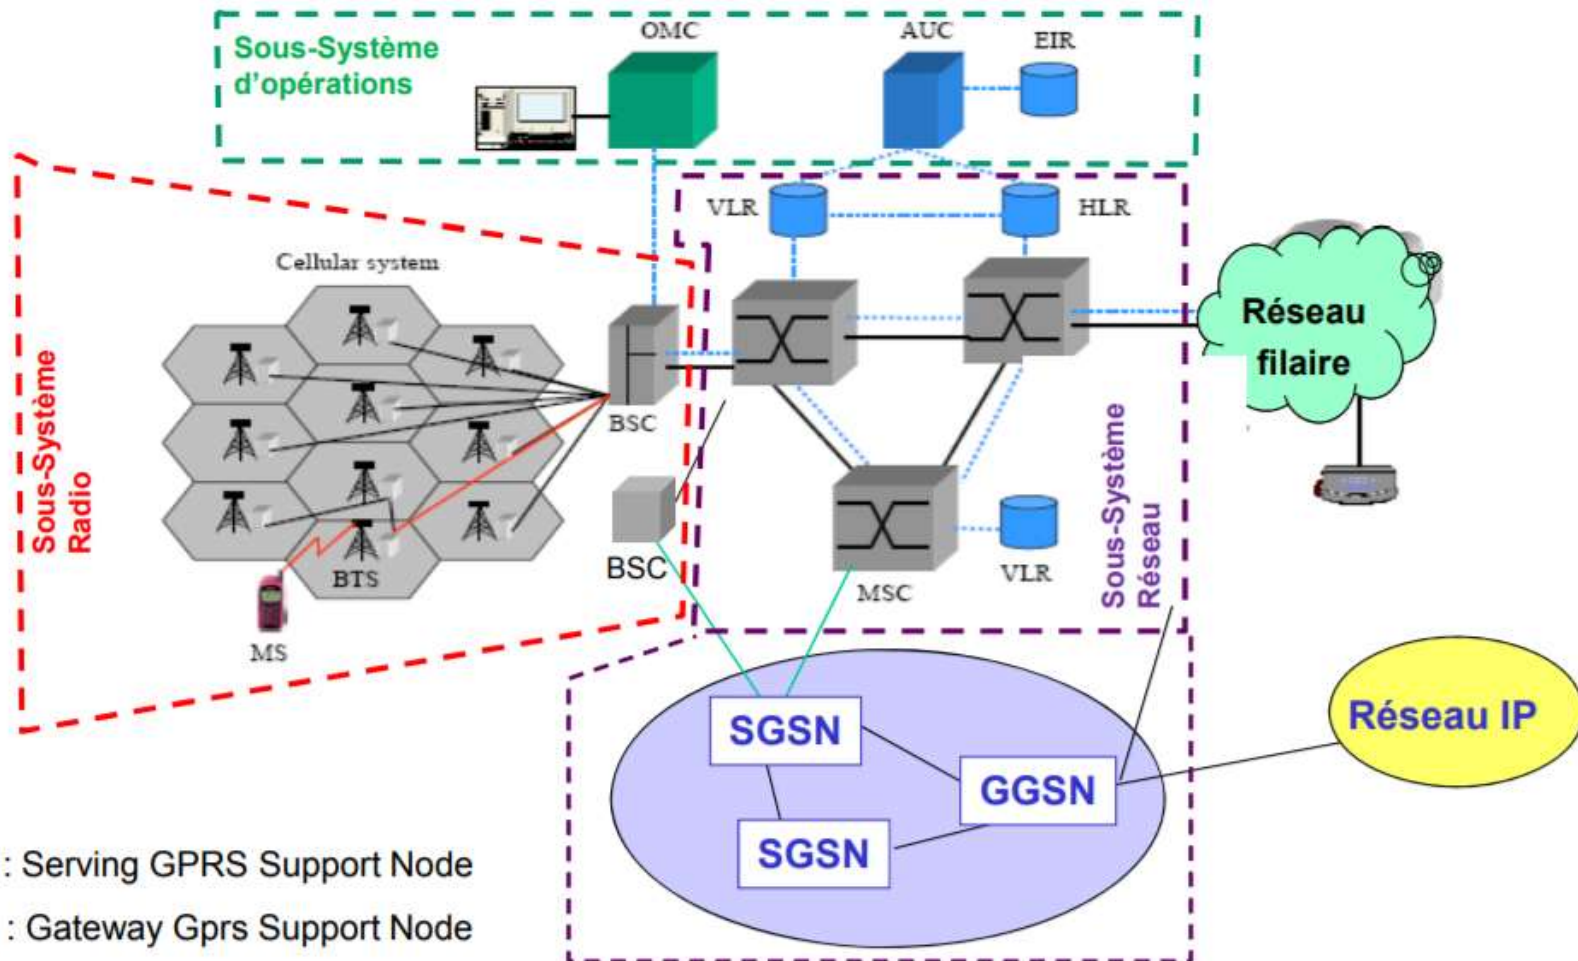 OMC
AUC
EIR
Sous-Système
d'opérations
VLR
HLR
Cellular system
Réseau
filaire
BSC
Sous-Système
Radio
Sous-Système
Réseau
BSC
BTS
MSC
VLR
MS
SGSN
GGSN
SGSN
Réseau IP
: Serving GPRS Support Node
: Gateway Gprs Support Node